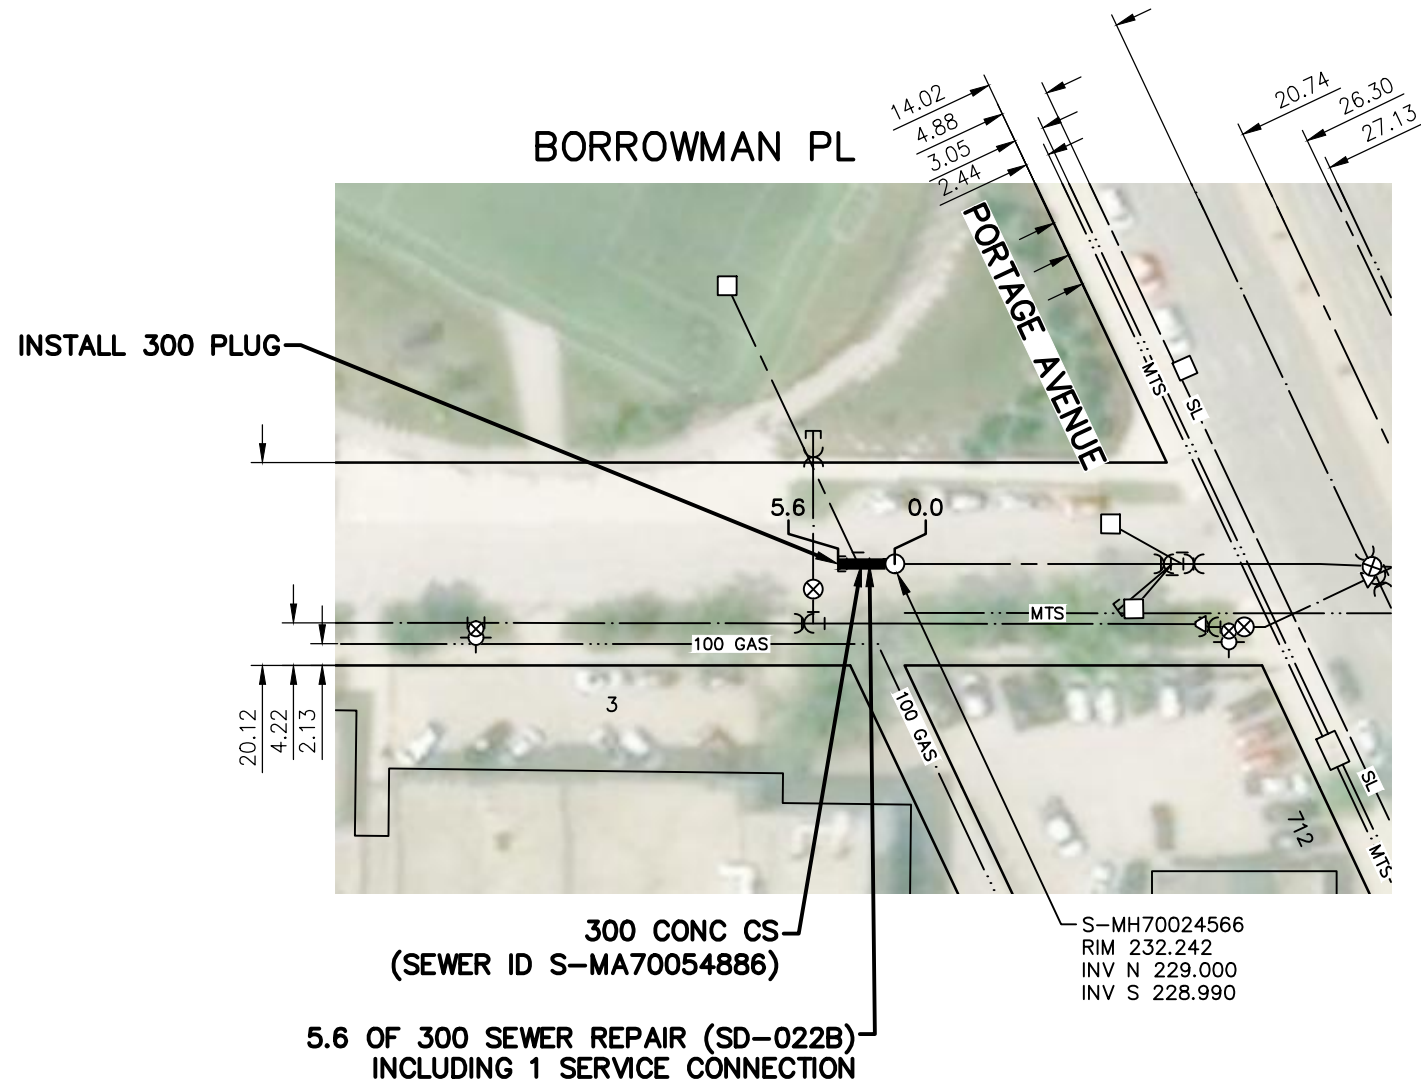 BORROWMAN PL
14.02
4.88
3.05
2.44
20.74
26.30
27.13
PORTAGE AVENUE
INSTALL 300 PLUG
MTS
SL
5.6
0.0
MTS
100 GAS
100 GAS
3
20.12
4.22
2.13
SL
712
MTS
300 CONC CS
(SEWER ID S-MA70054886)
S-MH70024566
RIM 232.242
INV N 229.000
INV S 228.990
5.6 OF 300 SEWER REPAIR (SD-022B)
INCLUDING 1 SERVICE CONNECTION